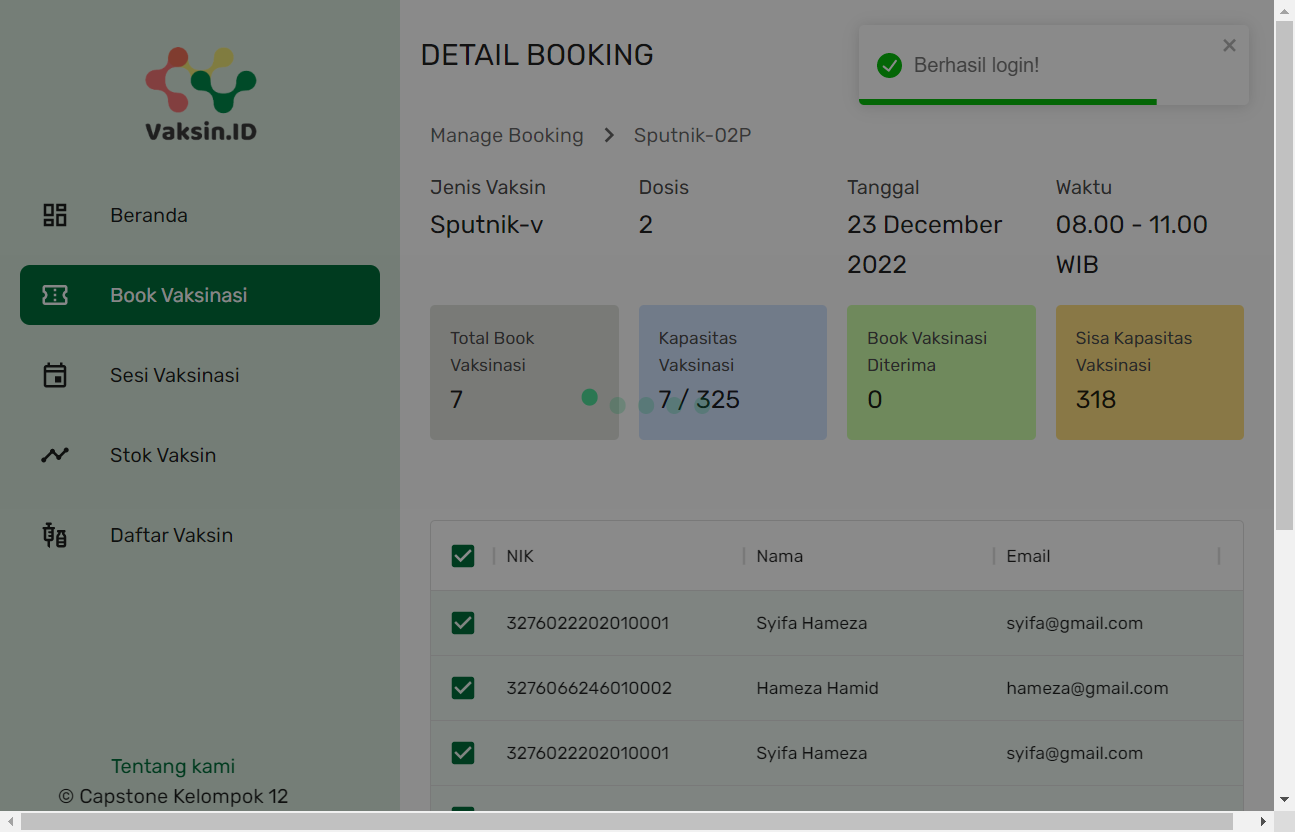 Vaksin.ID
Beranda
Book Vaksinasi
Sesi Vaksinasi
Stok Vaksin
Daftar Vaksin
Tentang kami
© Capstone Kelompok 12
DETAIL BOOKING
Berhasil login!
Manage Booking > Sputnik-02P
Jenis Vaksin
Sputnik-v
Dosis
2
Tanggal
23 December
2022
Waktu
08.00 - 11.00
WIB
Total Book
Vaksinasi
7
Kapasitas
Vaksinasi
7 / 325
Book Vaksinasi
Diterima
0
Sisa Kapasitas
Vaksinasi
318
NIK Nama Email
3276022202010001 Syifa Hameza syifa@gmail.com
3276066246010002 Hameza Hamid hameza@gmail.com
3276022202010001 Syifa Hameza syifa@gmail.com